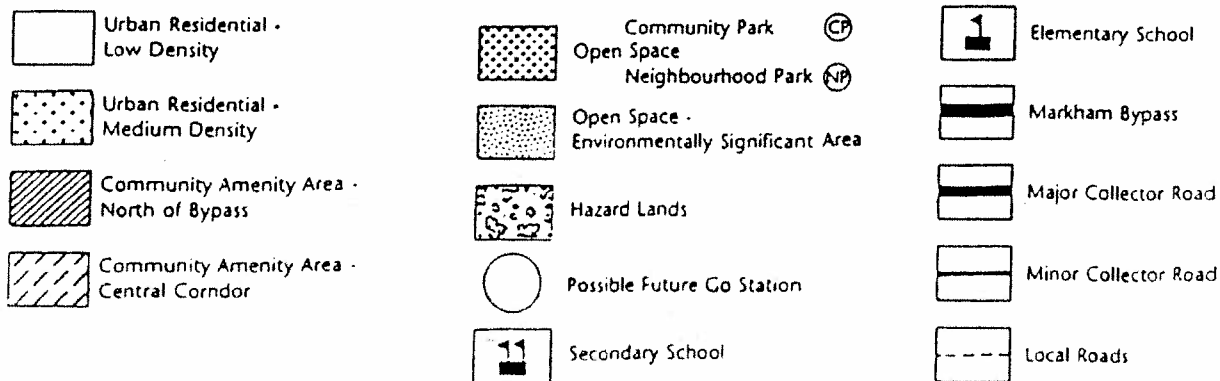 Urban Residential -
Low Density
Urban Residential -
Medium Density
Community Amenity Area -
North of Bypass
Community Amenity Area -
Central Corridor
Community Park CP
Open Space
Neighbourhood Park NP
Open Space -
Environmentally Significant Area
Hazard Lands
Possible Future Go Station
Secondary School
Elementary School
Markham Bypass
Major Collector Road
Minor Collector Road
Local Roads